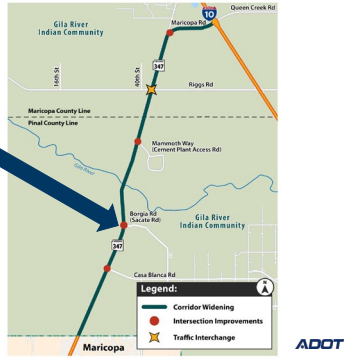 Queen Creek Rd
10
Maricopa Rd
Gila River
Indian Community
347
16th St
40th St
Riggs Rd
Maricopa County Line
Pinal County Line
Mammoth Way
(Cement Plant Access Rd)
Gila River
Borgia Rd
(Sacate Rd)
Gila River
Indian Community
347
Casa Blanca Rd
Legend:
N
Corridor Widening
Intersection Improvements
Traffic Interchange
Maricopa
ADOT